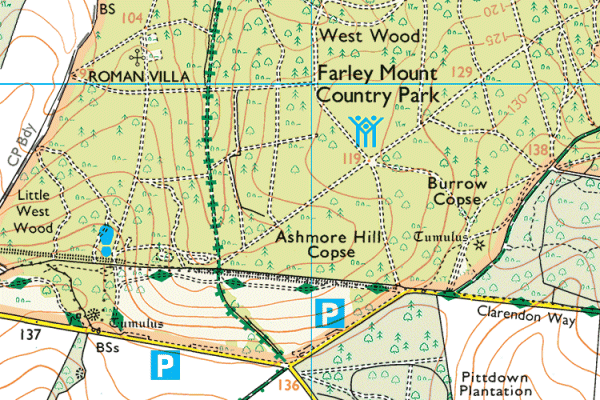 BS
104
West Wood
120
125
ROMAN VILLA
129
Farley Mount
Country Park
130
CP Bdy
119
138
Little
West
Wood
Burrow
Copse
Ashmore Hill
Copse
Tumulus
P
Tumulus
137
Clarendon Way
BSs
P
136
Pittdown
Plantation